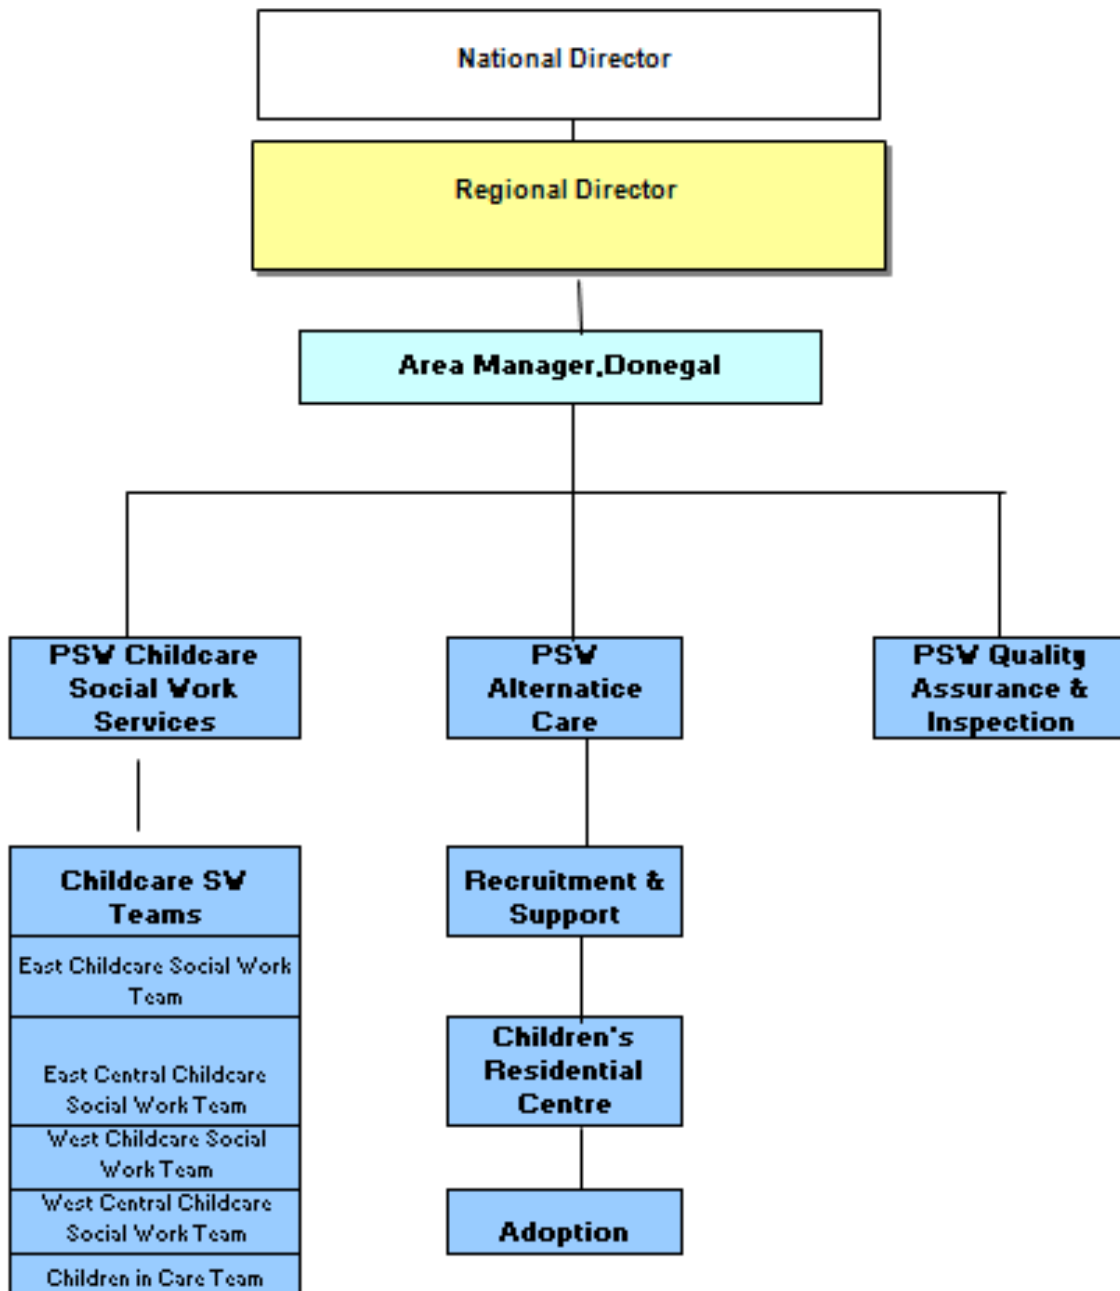 National Director
Regional Director
Area Manager,Donegal
PSW Childcare
Social Work
Services
PSW
Alternatice
Care
PSW Quality
Assurance &
Inspection
Childcare SW
Teams
East Childcare Social Work
Team
East Central Childcare
Social Work Team
West Childcare Social
Work Team
West Central Childcare
Social Work Team
Children in Care Team
Recruitment &
Support
Children's
Residential
Centre
Adoption